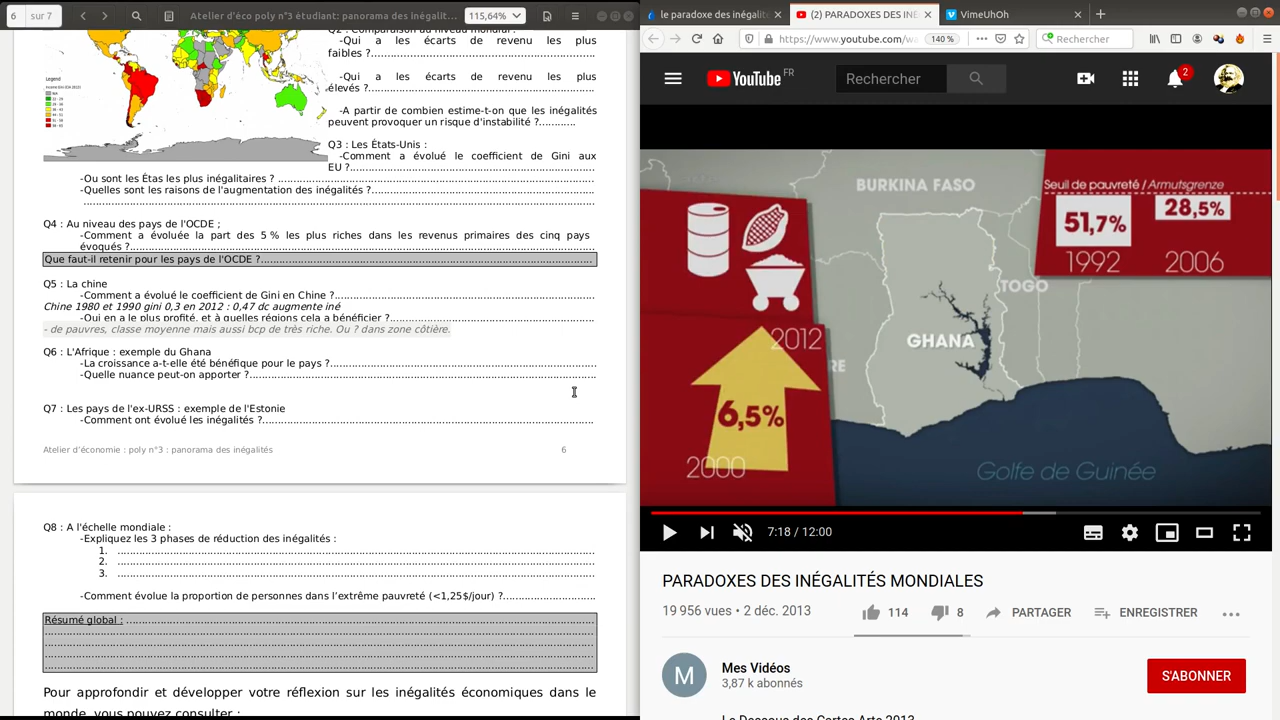 6 sur 7 Atelier d'éco poly n°3 étudiant: panorama des inégalit... 115,64%
Q2 : Comparaison au niveau mondial :
-Qui a les écarts de revenu les plus
faibles ?
-Qui a les écarts de revenu les plus
élevés ?
-A partir de combien estime-t-on que les inégalités
peuvent provoquer un risque d'instabilité ?
Legend
Q3 : Les États-Unis :
-Comment a évolué le coefficient de Gini aux
EU ?
-Ou sont les Étas les plus inégalitaires ?
-Quelles sont les raisons de l'augmentation des inégalités ?
Q4 : Au niveau des pays de l'OCDE ;
-Comment a évoluée la part des 5 % les plus riches dans les revenus primaires des cinq pays
évoqués ?
Que faut-il retenir pour les pays de l'OCDE ?
Q5 : La chine
-Comment a évolué le coefficient de Gini en Chine ?
Chine 1980 et 1990 gini 0,3 en 2012 : 0,47 dc augmente iné
-Qui en a le plus profité, et à quelles régions cela a bénéficier ?
- de pauvres, classe moyenne mais aussi bcp de très riche. Ou ? dans zone côtière.
Q6 : L'Afrique : exemple du Ghana
-La croissance a-t-elle été bénéfique pour le pays ?
-Quelle nuance peut-on apporter ?
Q7 : Les pays de l'ex-URSS : exemple de l'Estonie
-Comment ont évolué les inégalités ?
Atelier d'économie : poly n°3 : panorama des inégalités 6
Q8 : A l'échelle mondiale :
-Expliquez les 3 phases de réduction des inégalités :
1.
2.
3.
-Comment évolue la proportion de personnes dans l'extrême pauvreté (<1,25$/jour) ?
Résumé global :
Pour approfondir et développer votre réflexion sur les inégalités économiques dans le
monde, vous pouvez consulter :
le paradoxe des inégalité (2) PARADOXES DES INÉ VimeUhOh
https://www.youtube.com/wa 140 % Rechercher
YouTube FR Rechercher 2
BURKINA FASO
Seuil de pauvreté / Armutsgrenze
51,7% 28,5%
1992 2006
TOGO
GHANA
2012
RE
6,5%
2000
Golfe de Guinée
7:18 / 12:00
PARADOXES DES INÉGALITÉS MONDIALES
19 956 vues • 2 déc. 2013 114 8 PARTAGER ENREGISTRER
M Mes Vidéos
3,87 k abonnés
S'ABONNER
Le Dessous des Cartes Arte 2013